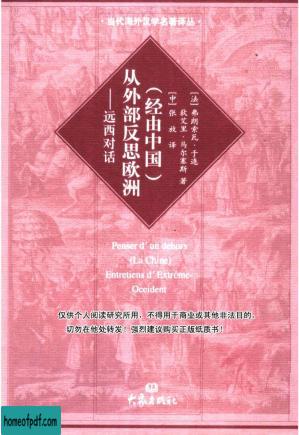 ·当代海外汉学名著译丛·
（经由中国）
从外部反思欧洲
——远西对话
［法］弗朗索瓦·于连
狄艾里·马尔塞斯 著
［中］张放 译
Penser d'un dehors
(La Chine)
Entretiens d'Extrême-
Occident
仅供个人阅读研究所用，不得用于商业或其他非法目的。
切勿在他处转发！强烈建议购买正版纸质书！
大象出版社
homeofpdf.com